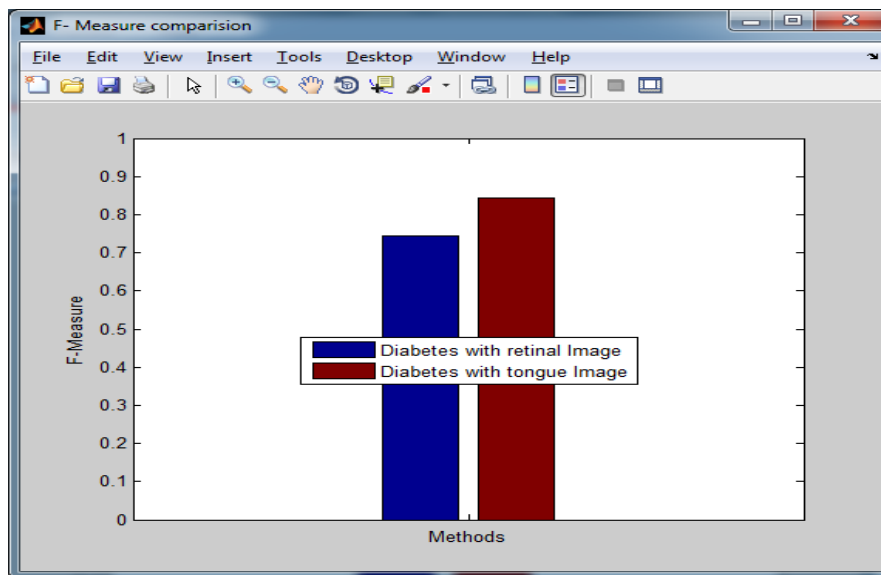 F- Measure comparision
File Edit View Insert Tools Desktop Window Help
1
0.9
0.8
0.7
0.6
0.5
0.4
0.3
0.2
0.1
0
F-Measure
Diabetes with retinal Image
Diabetes with tongue Image
Methods